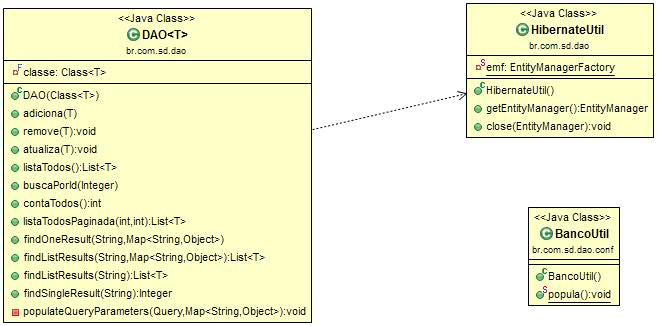 <<Java Class>>
DAO<T>
br.com.sd.dao
classe: Class<T>
DAO(Class<T>)
adiciona(T)
remove(T):void
atualiza(T):void
listaTodos():List<T>
buscaPorId(Integer)
contaTodos():int
listaTodosPaginada(int,int):List<T>
findOneResult(String,Map<String,Object>)
findListResults(String,Map<String,Object>):List<T>
findListResults(String):List<T>
findSingleResult(String):Integer
populateQueryParameters(Query,Map<String,Object>):void
<<Java Class>>
HibernateUtil
br.com.sd.dao
emf: EntityManagerFactory
HibernateUtil()
getEntityManager():EntityManager
close(EntityManager):void
<<Java Class>>
BancoUtil
br.com.sd.dao.conf
BancoUtil()
popula():void